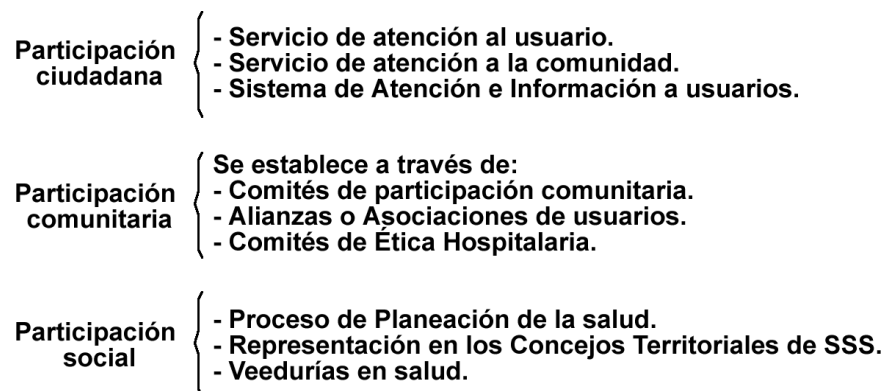 Participación
ciudadana
- Servicio de atención al usuario.
- Servicio de atención a la comunidad.
- Sistema de Atención e Información a usuarios.
Participación
comunitaria
Se establece a través de:
- Comités de participación comunitaria.
- Alianzas o Asociaciones de usuarios.
- Comités de Ética Hospitalaria.
Participación
social
- Proceso de Planeación de la salud.
- Representación en los Concejos Territoriales de SSS.
- Veedurías en salud.